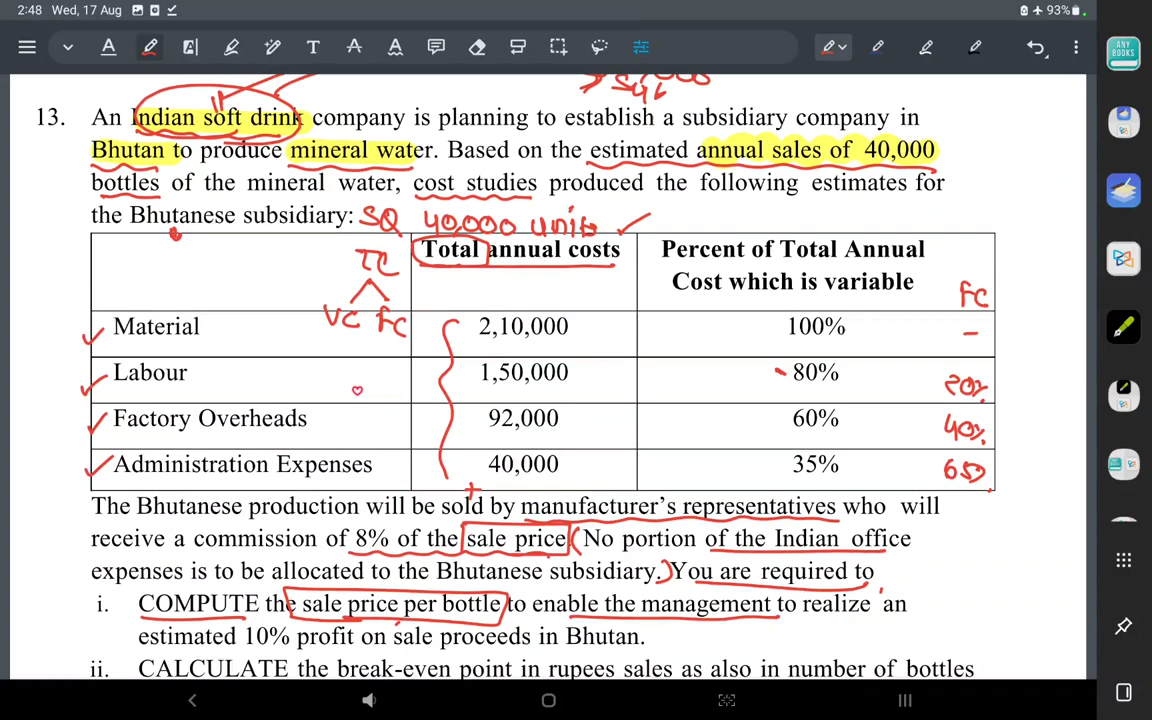 2:48 Wed, 17 Aug 93%
13. An Indian soft drink company is planning to establish a subsidiary company in
Bhutan to produce mineral water. Based on the estimated annual sales of 40,000
bottles of the mineral water, cost studies produced the following estimates for
the Bhutanese subsidiary: SQ 40,000 units
Total annual costs Percent of Total Annual
Cost which is variable
TC FC
VC FC
Material 2,10,000 100% –
Labour 1,50,000 80% 20%
Factory Overheads 92,000 60% 40%
Administration Expenses 40,000 35% 65%
The Bhutanese production will be sold by manufacturer's representatives who will
receive a commission of 8% of the sale price (No portion of the Indian office
expenses is to be allocated to the Bhutanese subsidiary.) You are required to
i. COMPUTE the sale price per bottle to enable the management to realize an
estimated 10% profit on sale proceeds in Bhutan.
ii. CALCULATE the break-even point in rupees sales as also in number of bottles
ANY
BOOKS